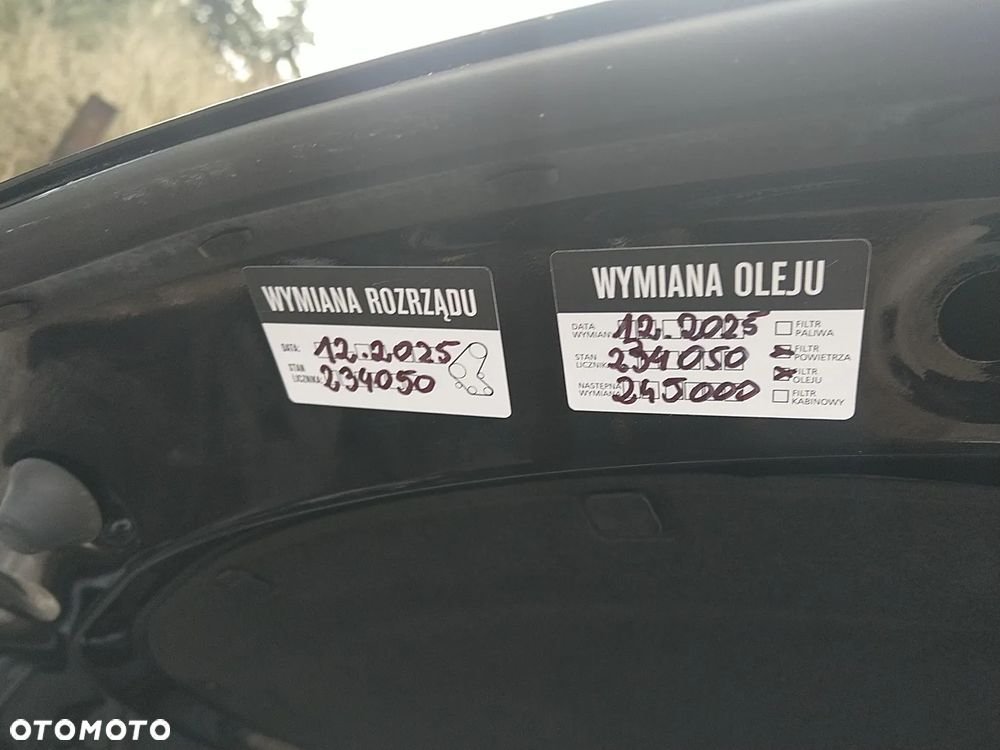 WYMIANA ROZRZĄDU
DATA: 12.2025
STAN LICZNIKA: 234050
WYMIANA OLEJU
DATA WYMIANY 12.2025
STAN LICZNIKA 234050
NASTĘPNA WYMIANA 245000
FILTR PALIWA
FILTR POWIETRZA
FILTR OLEJU
FILTR KABINOWY
OTOMOTO